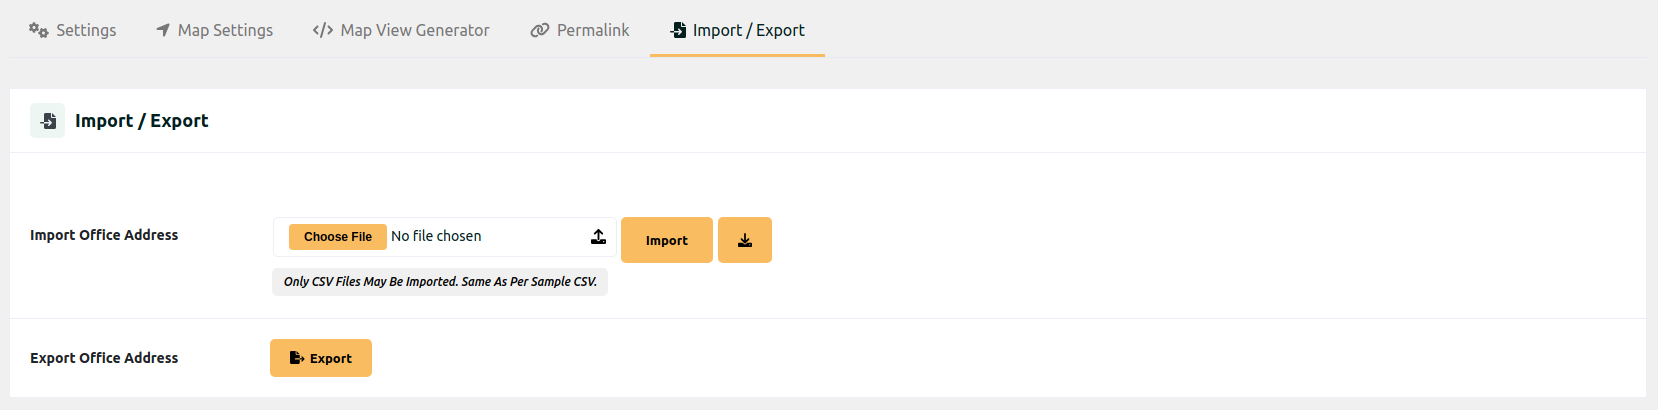 Settings Map Settings </> Map View Generator Permalink Import / Export
Import / Export
Import Office Address Choose File No file chosen Import
Only CSV Files May Be Imported. Same As Per Sample CSV.
Export Office Address Export